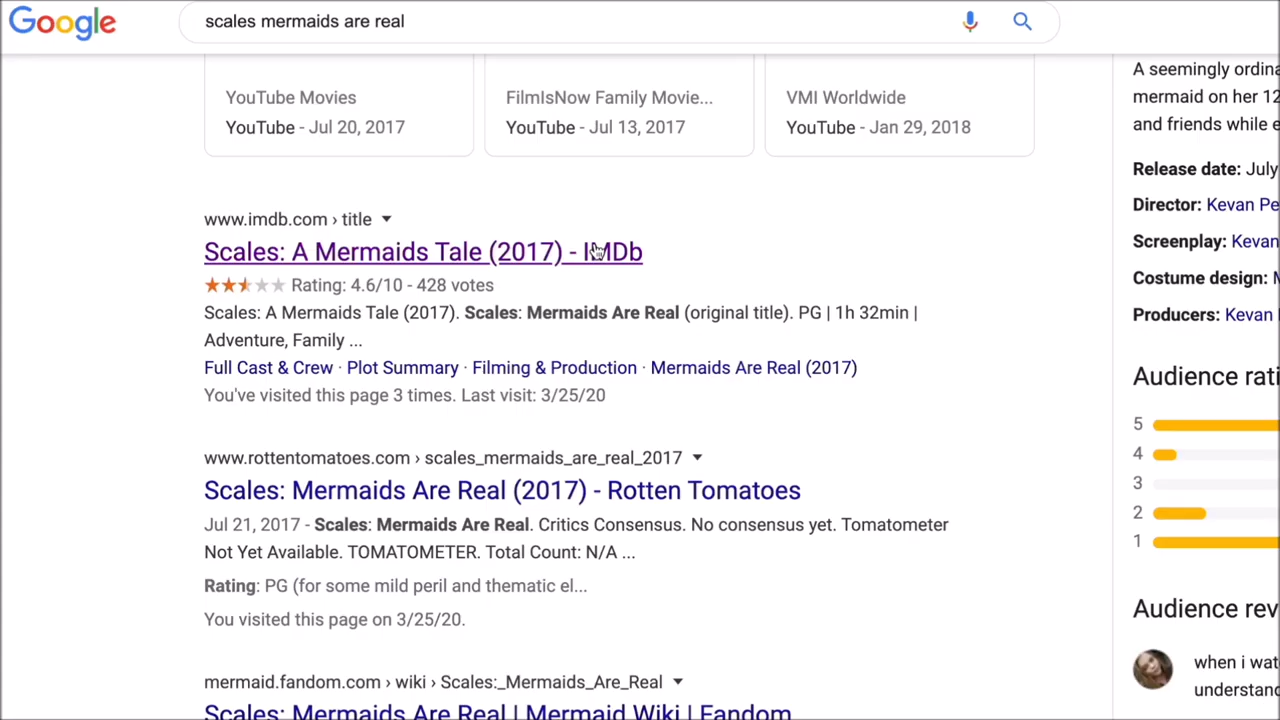 Google
scales mermaids are real
YouTube Movies
YouTube - Jul 20, 2017
FilmIsNow Family Movie...
YouTube - Jul 13, 2017
VMI Worldwide
YouTube - Jan 29, 2018
www.imdb.com › title
Scales: A Mermaids Tale (2017) - IMDb
Rating: 4.6/10 - 428 votes
Scales: A Mermaids Tale (2017). Scales: Mermaids Are Real (original title). PG | 1h 32min |
Adventure, Family ...
Full Cast & Crew · Plot Summary · Filming & Production · Mermaids Are Real (2017)
You've visited this page 3 times. Last visit: 3/25/20
www.rottentomatoes.com › scales_mermaids_are_real_2017
Scales: Mermaids Are Real (2017) - Rotten Tomatoes
Jul 21, 2017 - Scales: Mermaids Are Real. Critics Consensus. No consensus yet. Tomatometer
Not Yet Available. TOMATOMETER. Total Count: N/A ...
Rating: PG (for some mild peril and thematic el...
You visited this page on 3/25/20.
mermaid.fandom.com › wiki › Scales:_Mermaids_Are_Real
Scales: Mermaids Are Real | Mermaid Wiki | Fandom
A seemingly ordina
mermaid on her 12
and friends while e
Release date: July
Director: Kevan Pe
Screenplay: Kevan
Costume design:
Producers: Kevan
Audience rati
5
4
3
2
1
Audience rev
when i wat
understand